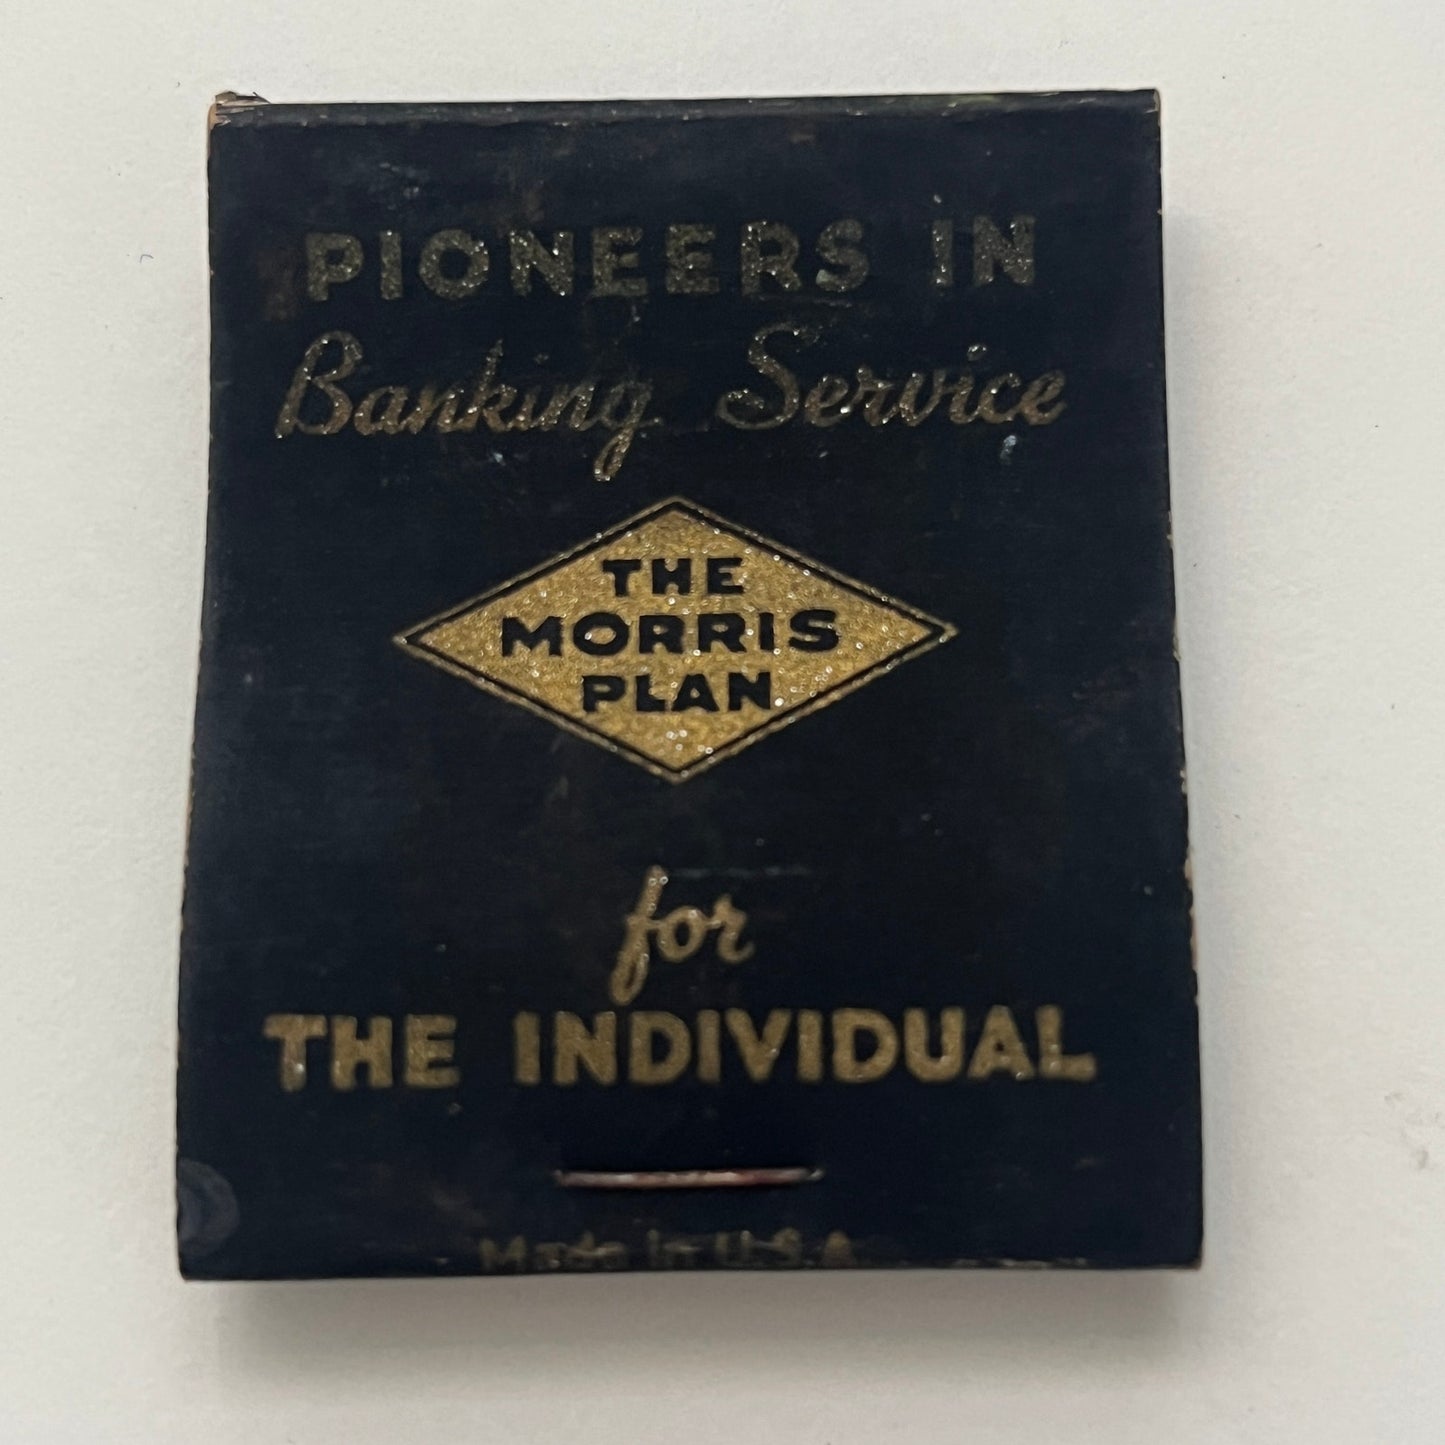 PIONEERS IN
Banking Service
THE
MORRIS
PLAN
for
THE INDIVIDUAL
Made in U.S.A.